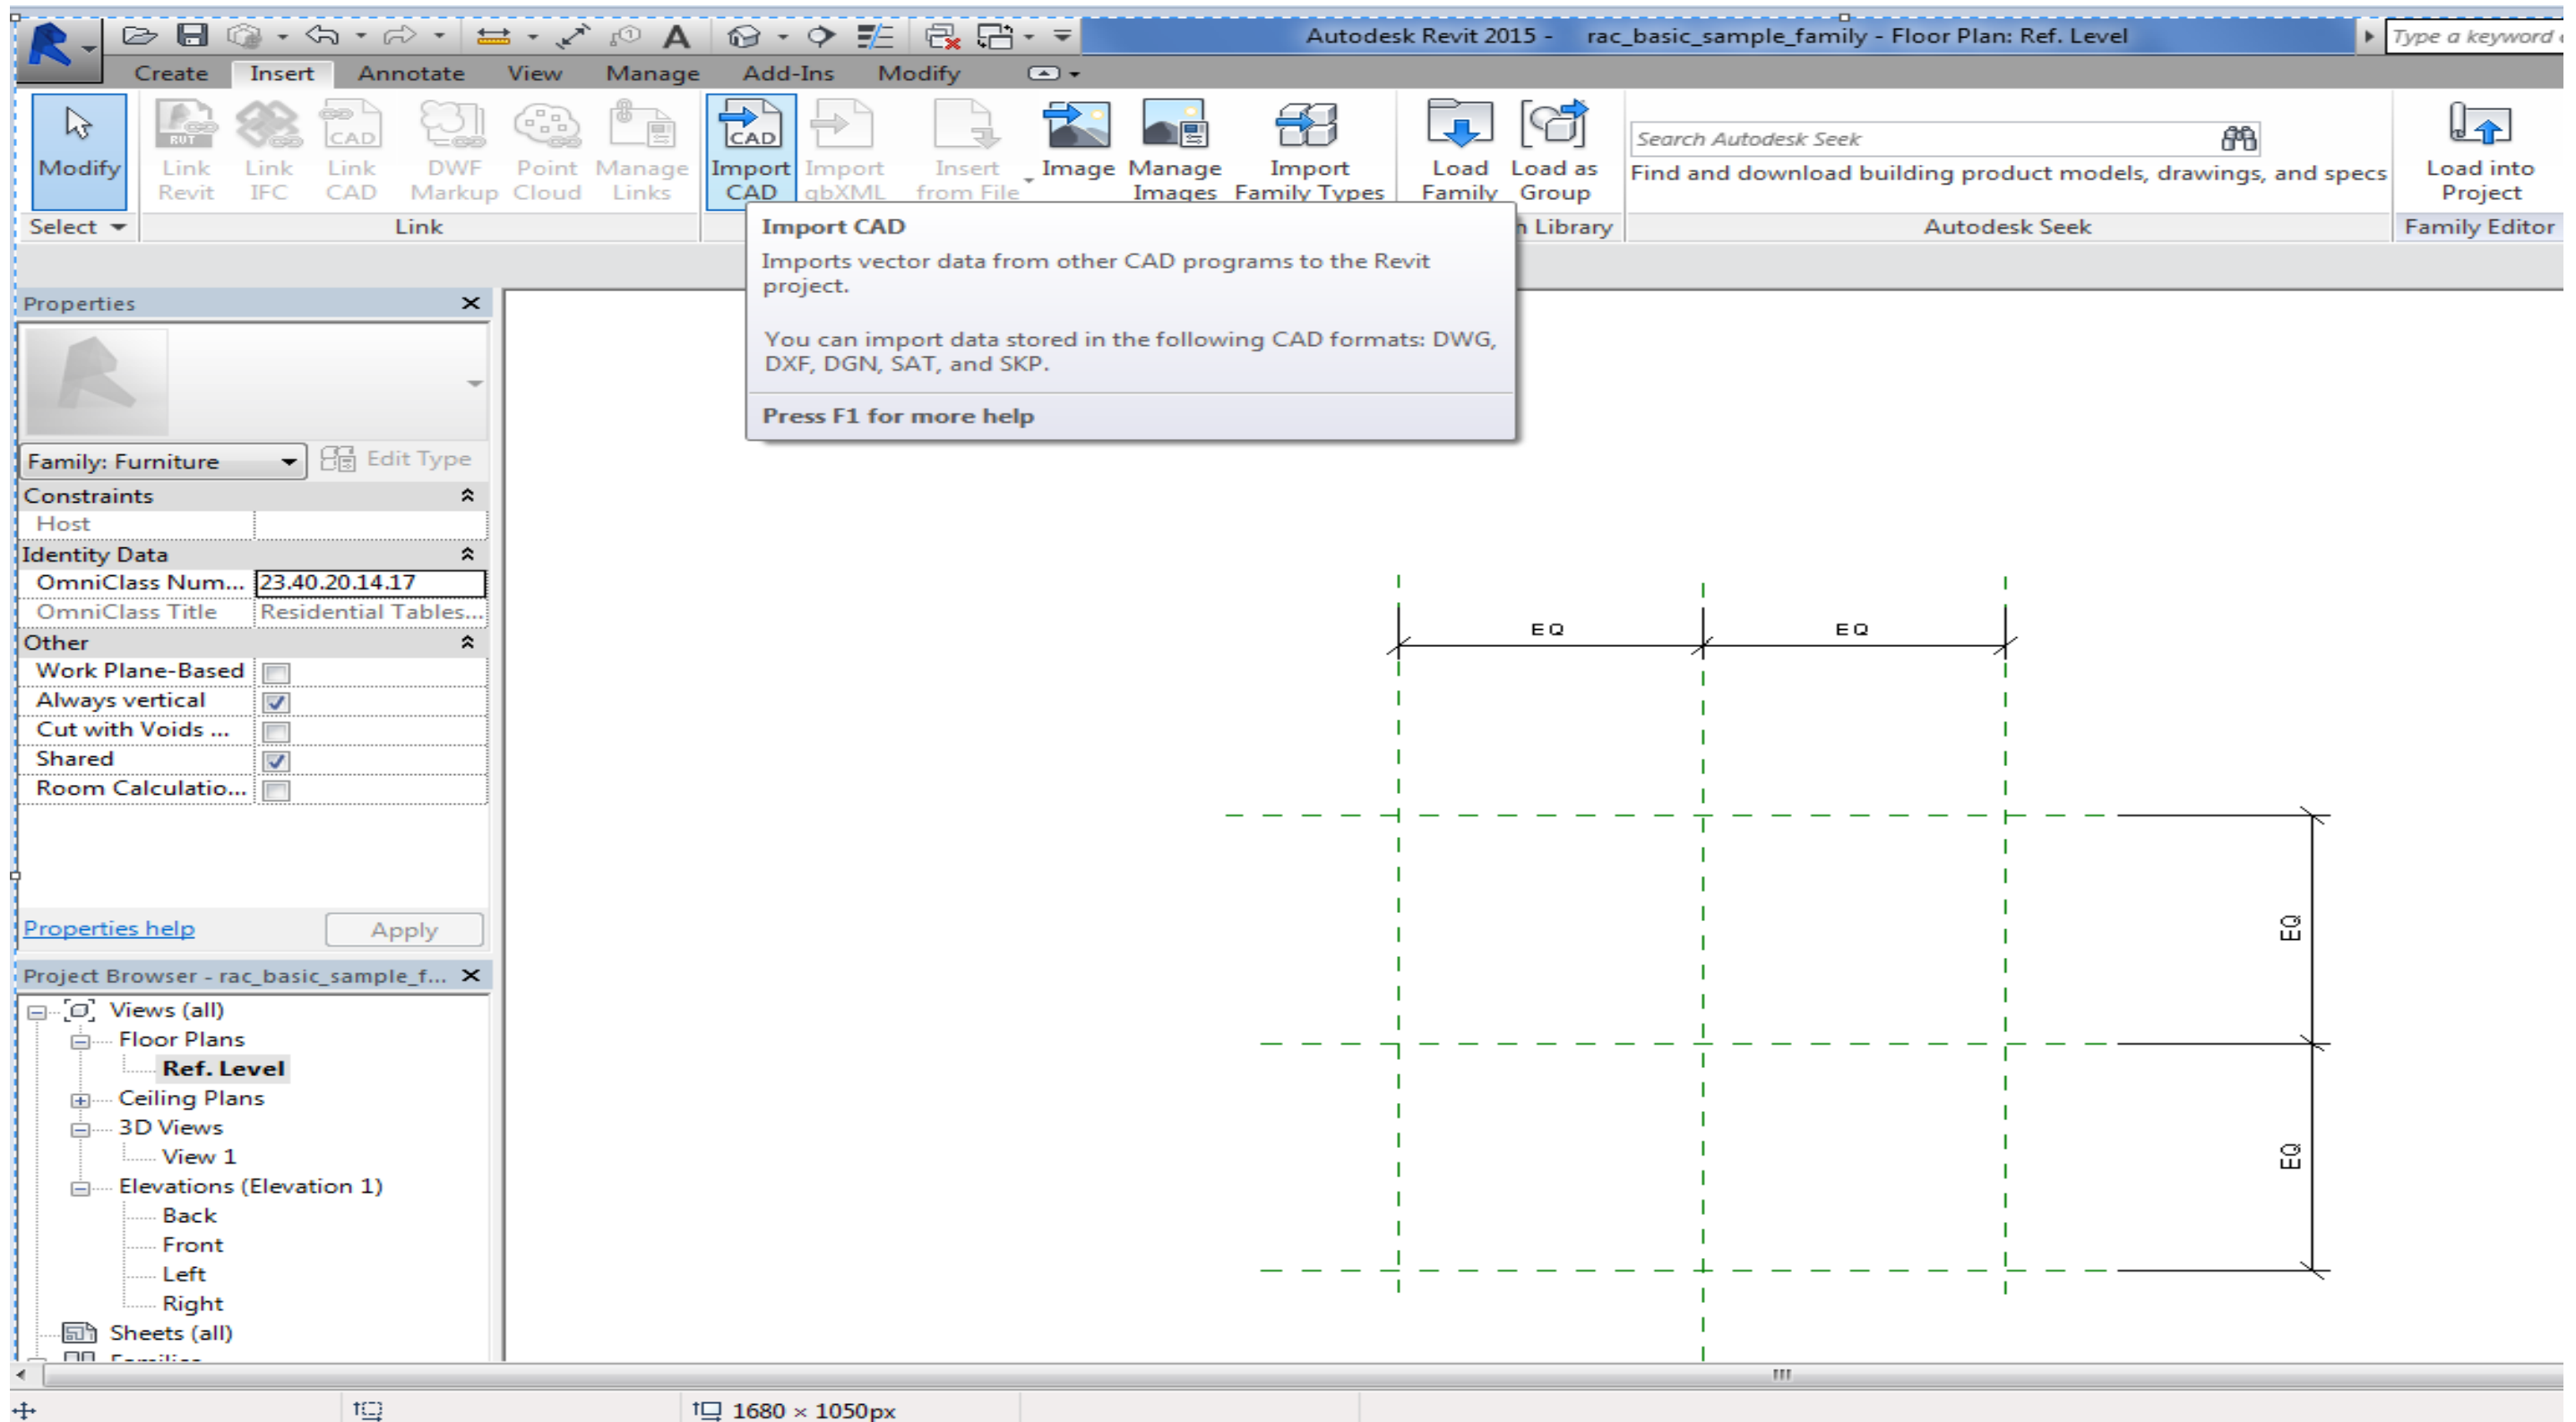 Autodesk Revit 2015 - rac_basic_sample_family - Floor Plan: Ref. Level
Type a keyword
Create Insert Annotate View Manage Add-Ins Modify
Modify
Link Revit
Link IFC
Link CAD
DWF Markup
Point Cloud
Manage Links
Import CAD
Import gbXML
Insert from File
Image
Manage Images
Import Family Types
Load Family
Load as Group
Search Autodesk Seek
Find and download building product models, drawings, and specs
Load into Project
Select
Link
Library
Autodesk Seek
Family Editor
Import CAD
Imports vector data from other CAD programs to the Revit
project.
You can import data stored in the following CAD formats: DWG,
DXF, DGN, SAT, and SKP.
Press F1 for more help
Properties
Family: Furniture
Edit Type
Constraints
Host
Identity Data
OmniClass Num... 23.40.20.14.17
OmniClass Title Residential Tables...
Other
Work Plane-Based
Always vertical
Cut with Voids ...
Shared
Room Calculatio...
Properties help
Apply
Project Browser - rac_basic_sample_f...
Views (all)
Floor Plans
Ref. Level
Ceiling Plans
3D Views
View 1
Elevations (Elevation 1)
Back
Front
Left
Right
Sheets (all)
EQ
EQ
EQ
EQ
1680 × 1050px